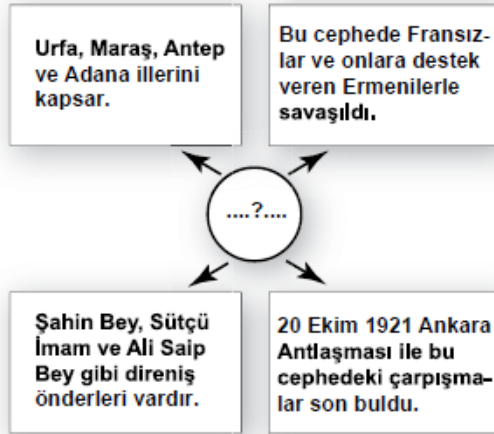 Urfa, Maraş, Antep
ve Adana illerini
kapsar.
Bu cephede Fransız-
lar ve onlara destek
veren Ermenilerle
savaşıldı.
....?....
Şahin Bey, Sütçü
İmam ve Ali Saip
Bey gibi direniş
önderleri vardır.
20 Ekim 1921 Ankara
Antlaşması ile bu
cephedeki çarpışma-
lar son buldu.